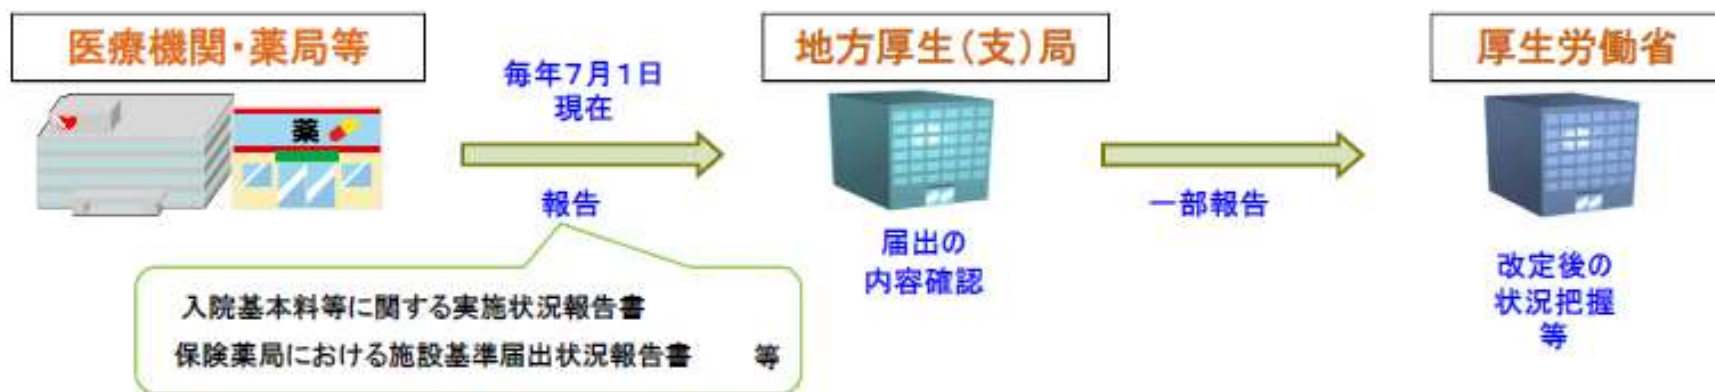 医療機関・薬局等
毎年7月1日
現在
報告
薬
入院基本料等に関する実施状況報告書
保険薬局における施設基準届出状況報告書　　等
地方厚生(支)局
届出の
内容確認
一部報告
厚生労働省
改定後の
状況把握
等